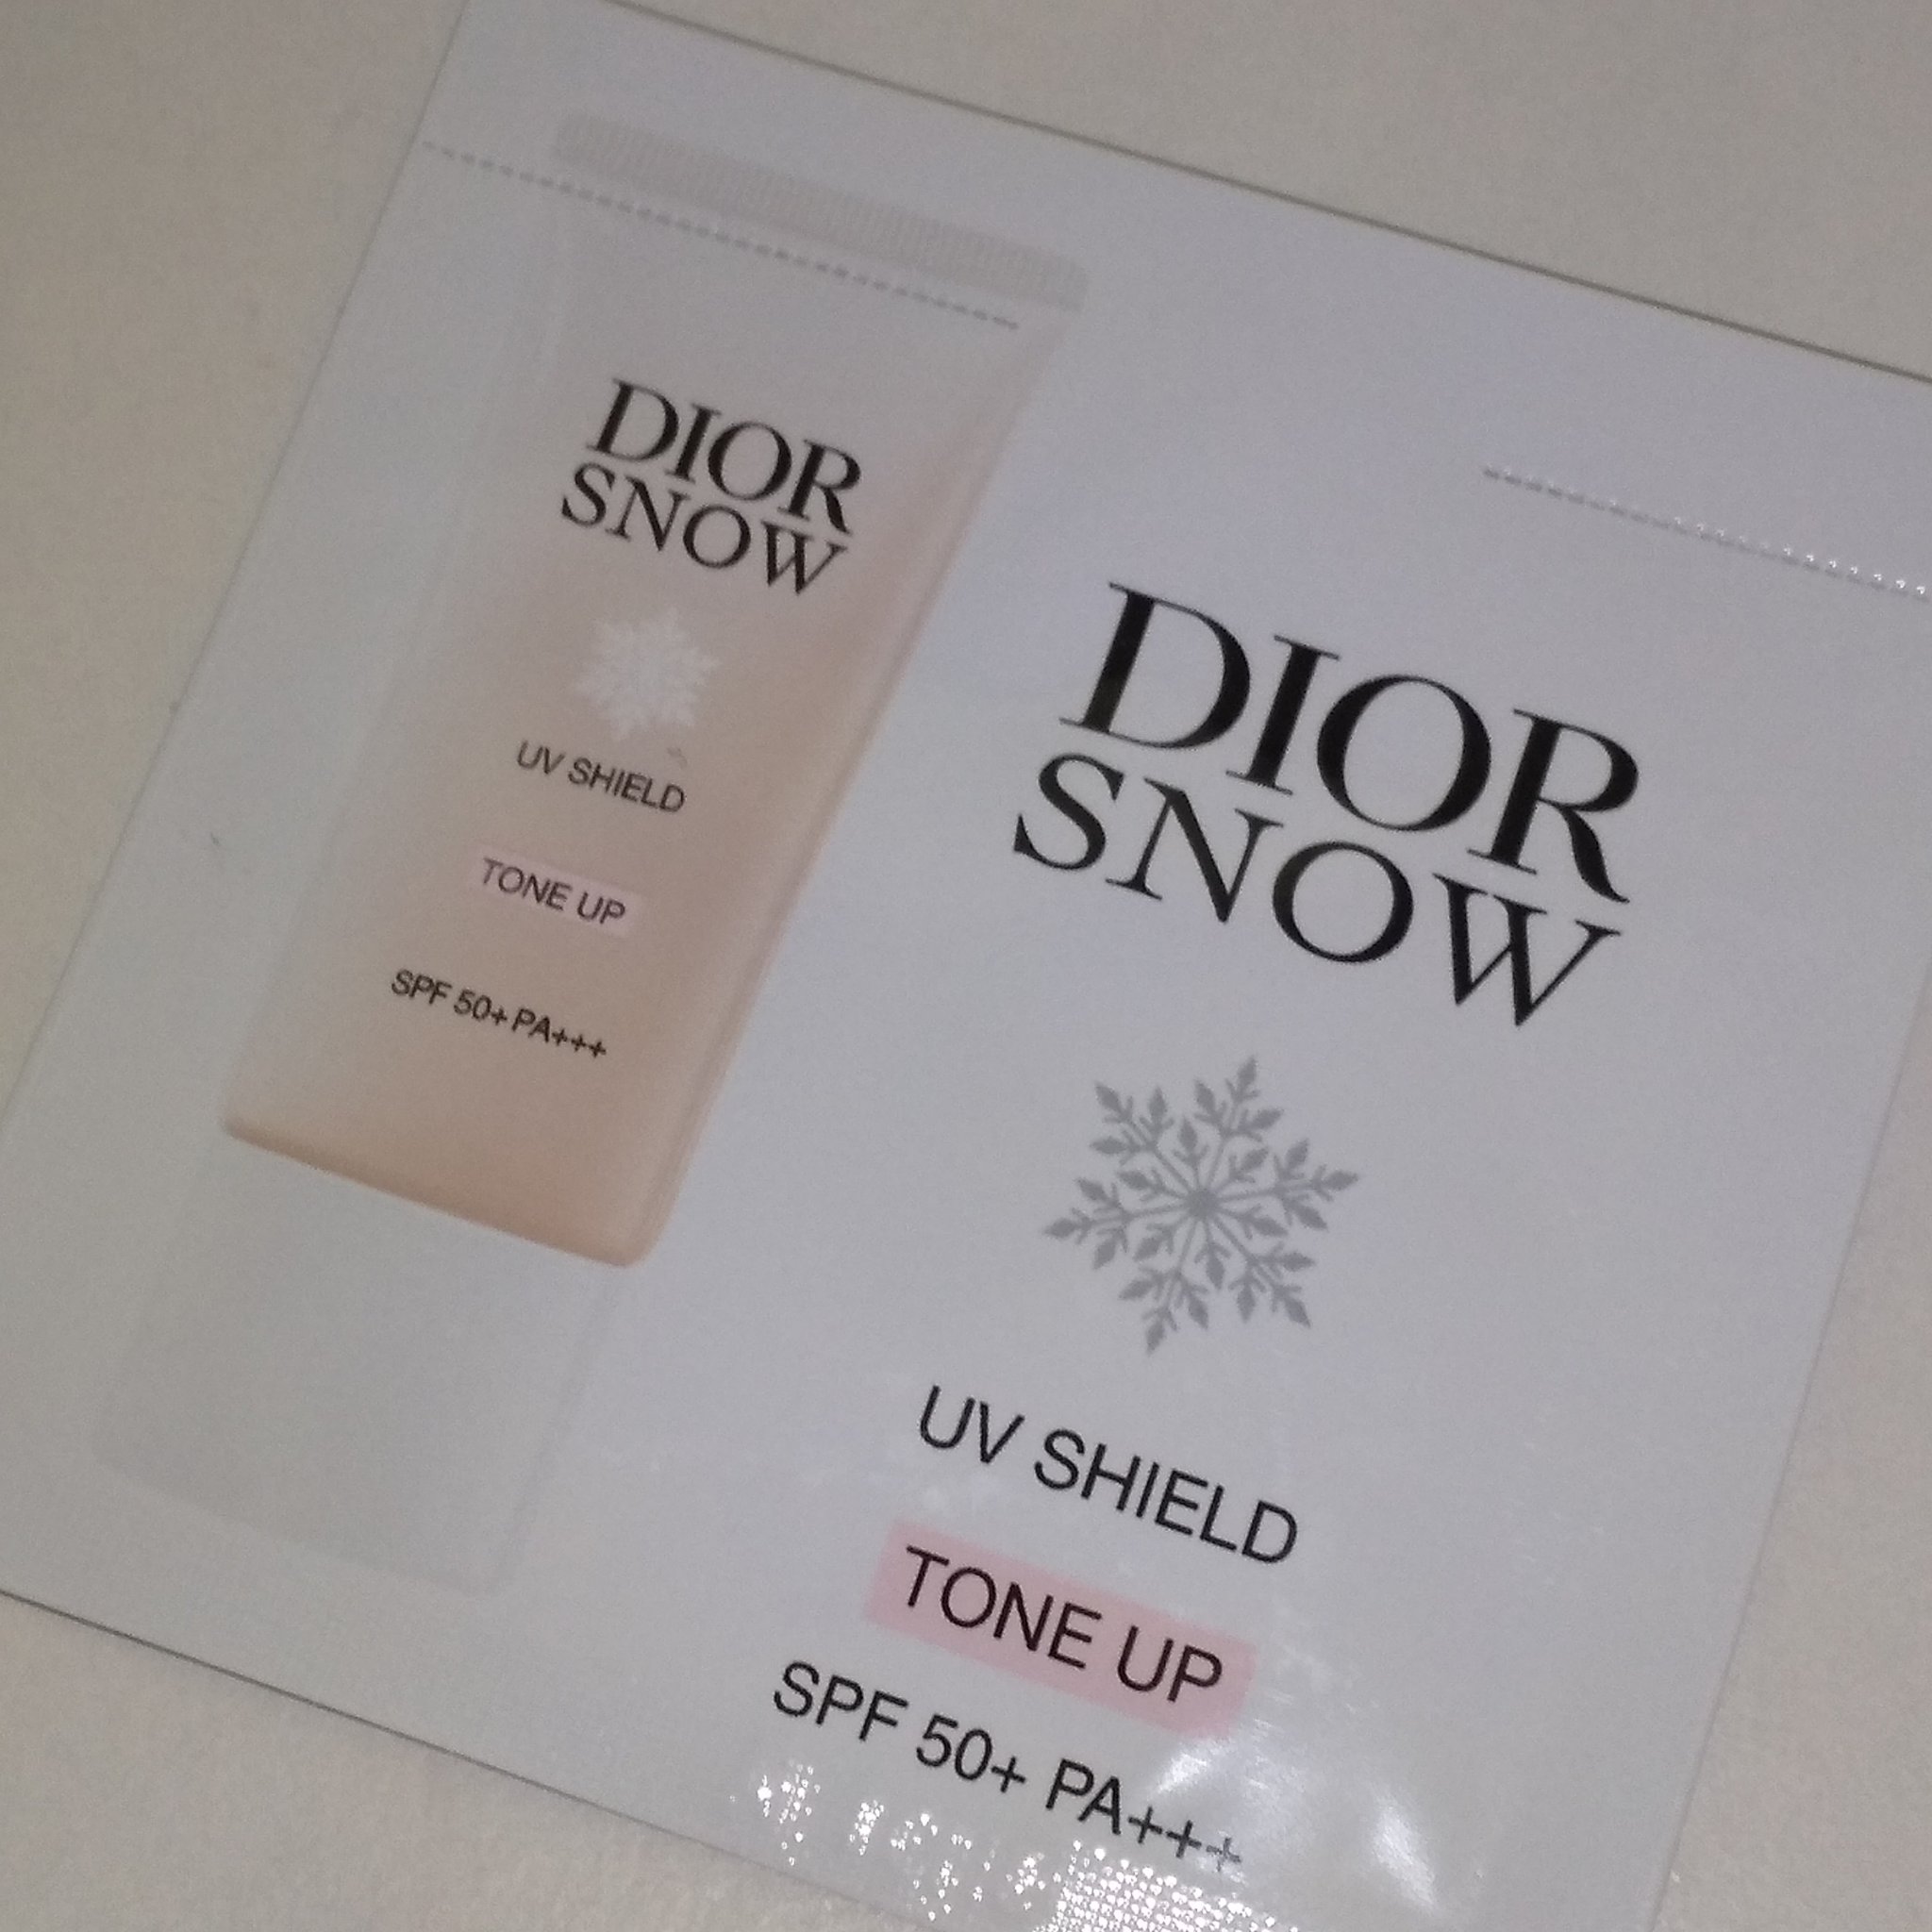 DIOR
SNOW
UV SHIELD
TONE UP
SPF 50+ PA+++
DIOR
SNOW
UV SHIELD
TONE UP
SPF 50+ PA+++